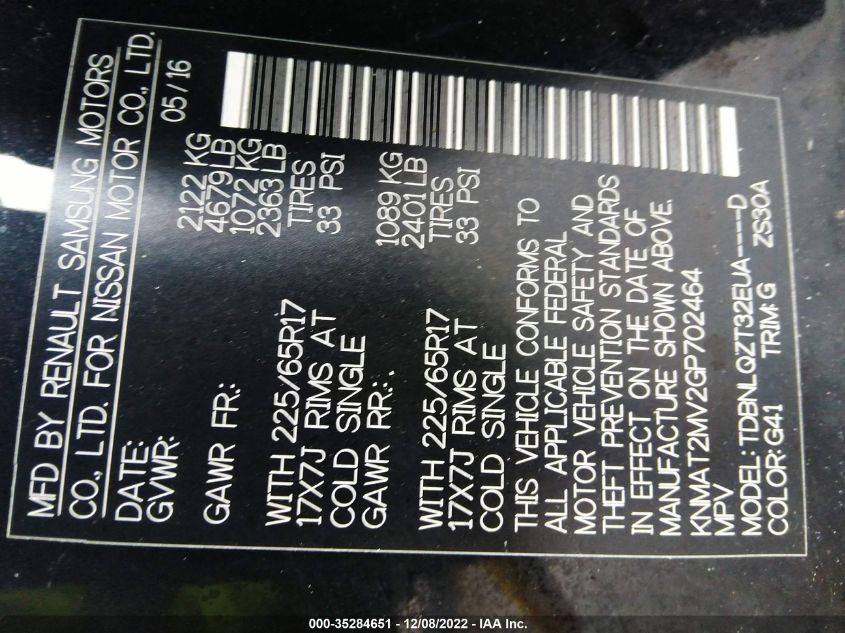 MFD BY RENAULT SAMSUNG MOTORS
CO., LTD. FOR NISSAN MOTOR CO., LTD.
DATE: 05/16
GVWR: 2122 KG
4679 LB
GAWR FR: 1072 KG
2363 LB
WITH 225/65R17 TIRES
17X7J RIMS AT 33 PSI
COLD SINGLE
GAWR RR: 1089 KG
2401 LB
WITH 225/65R17 TIRES
17X7J RIMS AT 33 PSI
COLD SINGLE
THIS VEHICLE CONFORMS TO
ALL APPLICABLE FEDERAL
MOTOR VEHICLE SAFETY AND
THEFT PREVENTION STANDARDS
IN EFFECT ON THE DATE OF
MANUFACTURE SHOWN ABOVE.
KNMAT2MV2GP702464
MPV
MODEL: TDBNLQZT32EUA----D
COLOR: G41 TRIM: G ZS30A
000-35284651 - 12/08/2022 - IAA Inc.